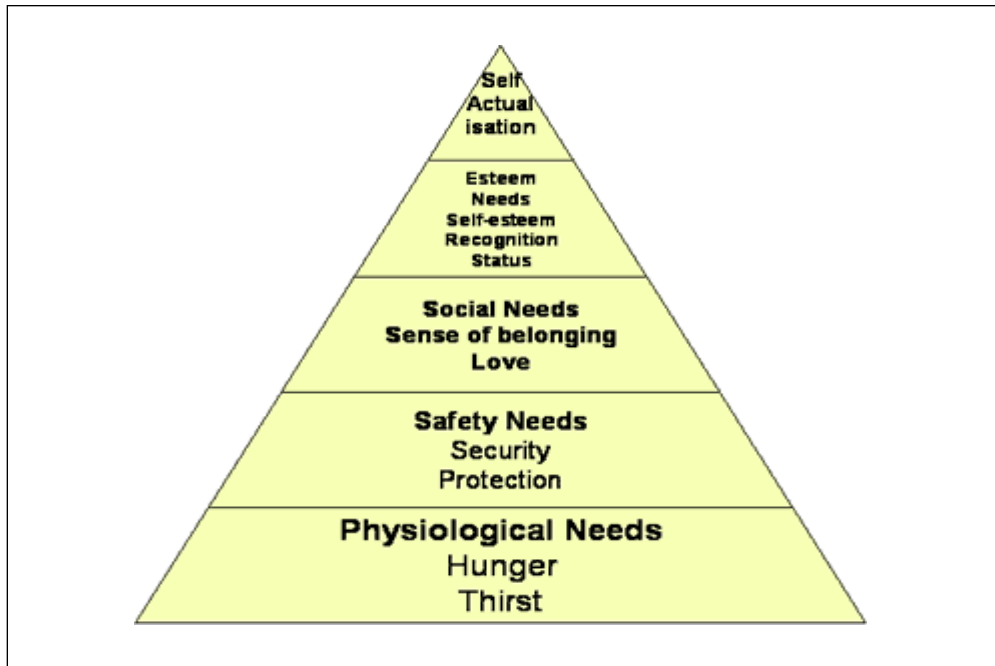 Self
Actual
isation
Esteem
Needs
Self-esteem
Recognition
Status
Social Needs
Sense of belonging
Love
Safety Needs
Security
Protection
Physiological Needs
Hunger
Thirst